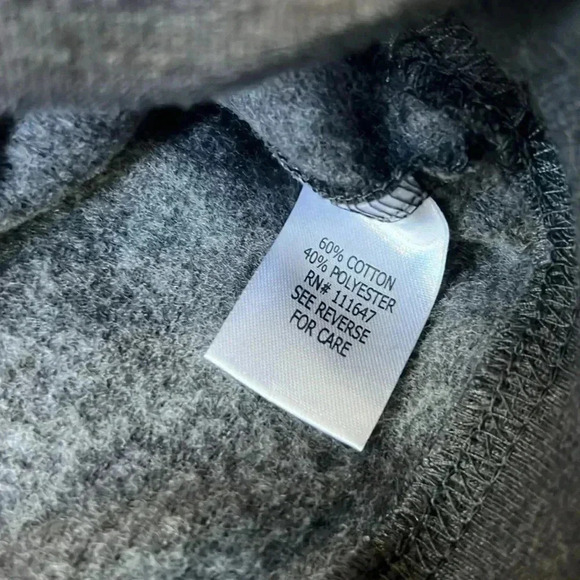 60% COTTON
40% POLYESTER
RN# 111647
SEE REVERSE
FOR CARE